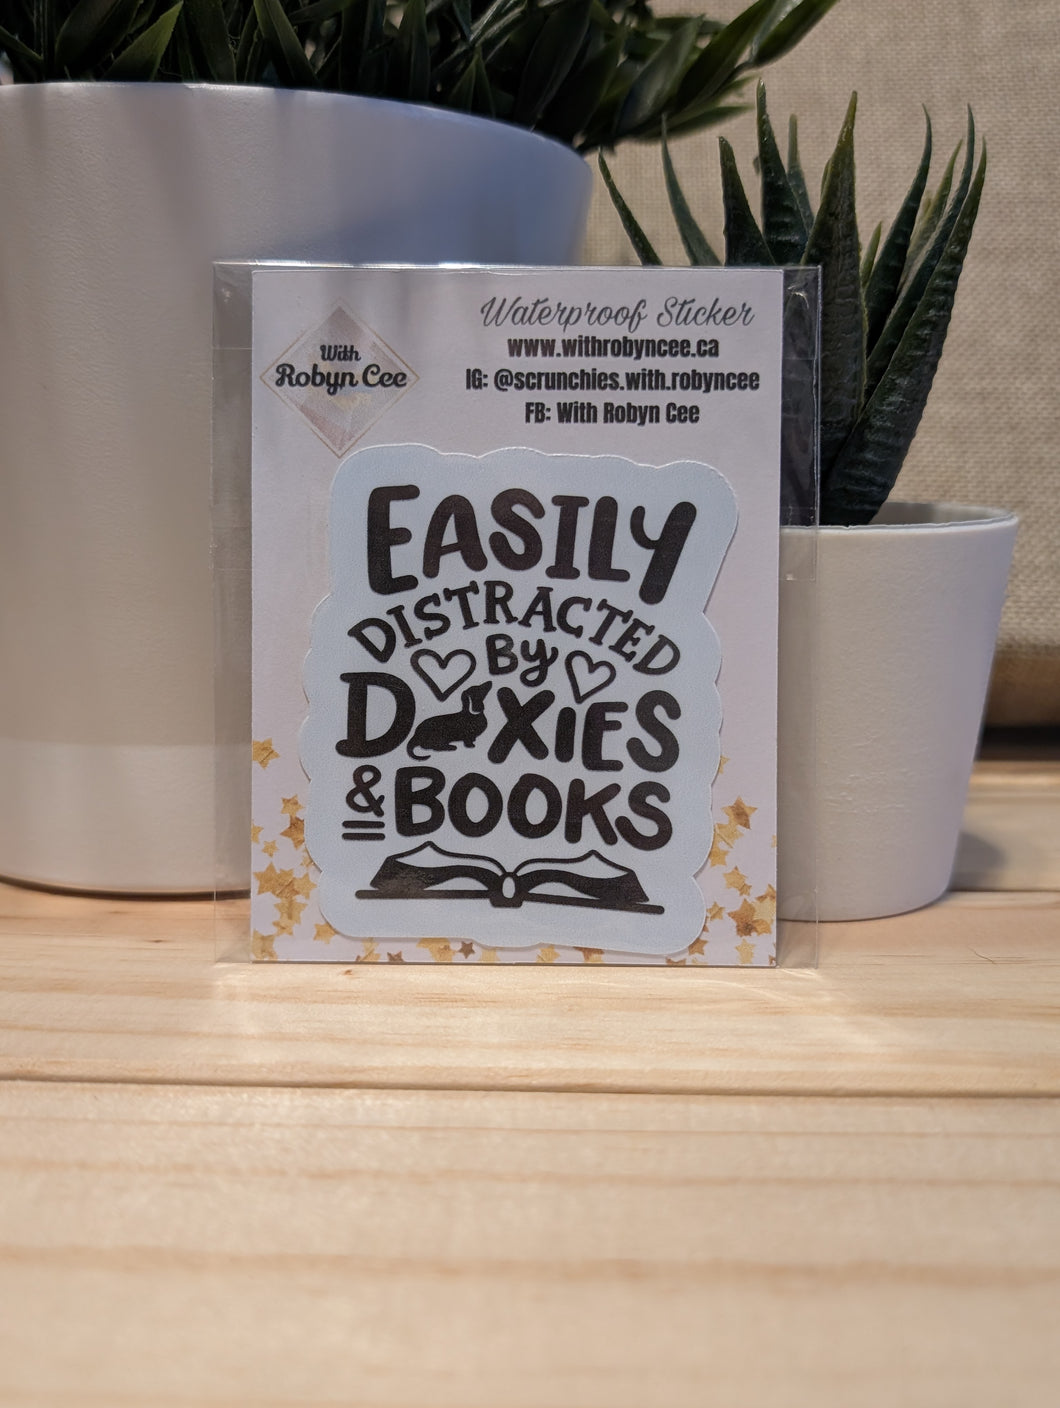 With
Robyn Cee
Waterproof Sticker
www.withrobyncee.ca
IG: @scrunchies.with.robyncee
FB: With Robyn Cee
EASILY
DISTRACTED
By
DOXIES
& BOOKS